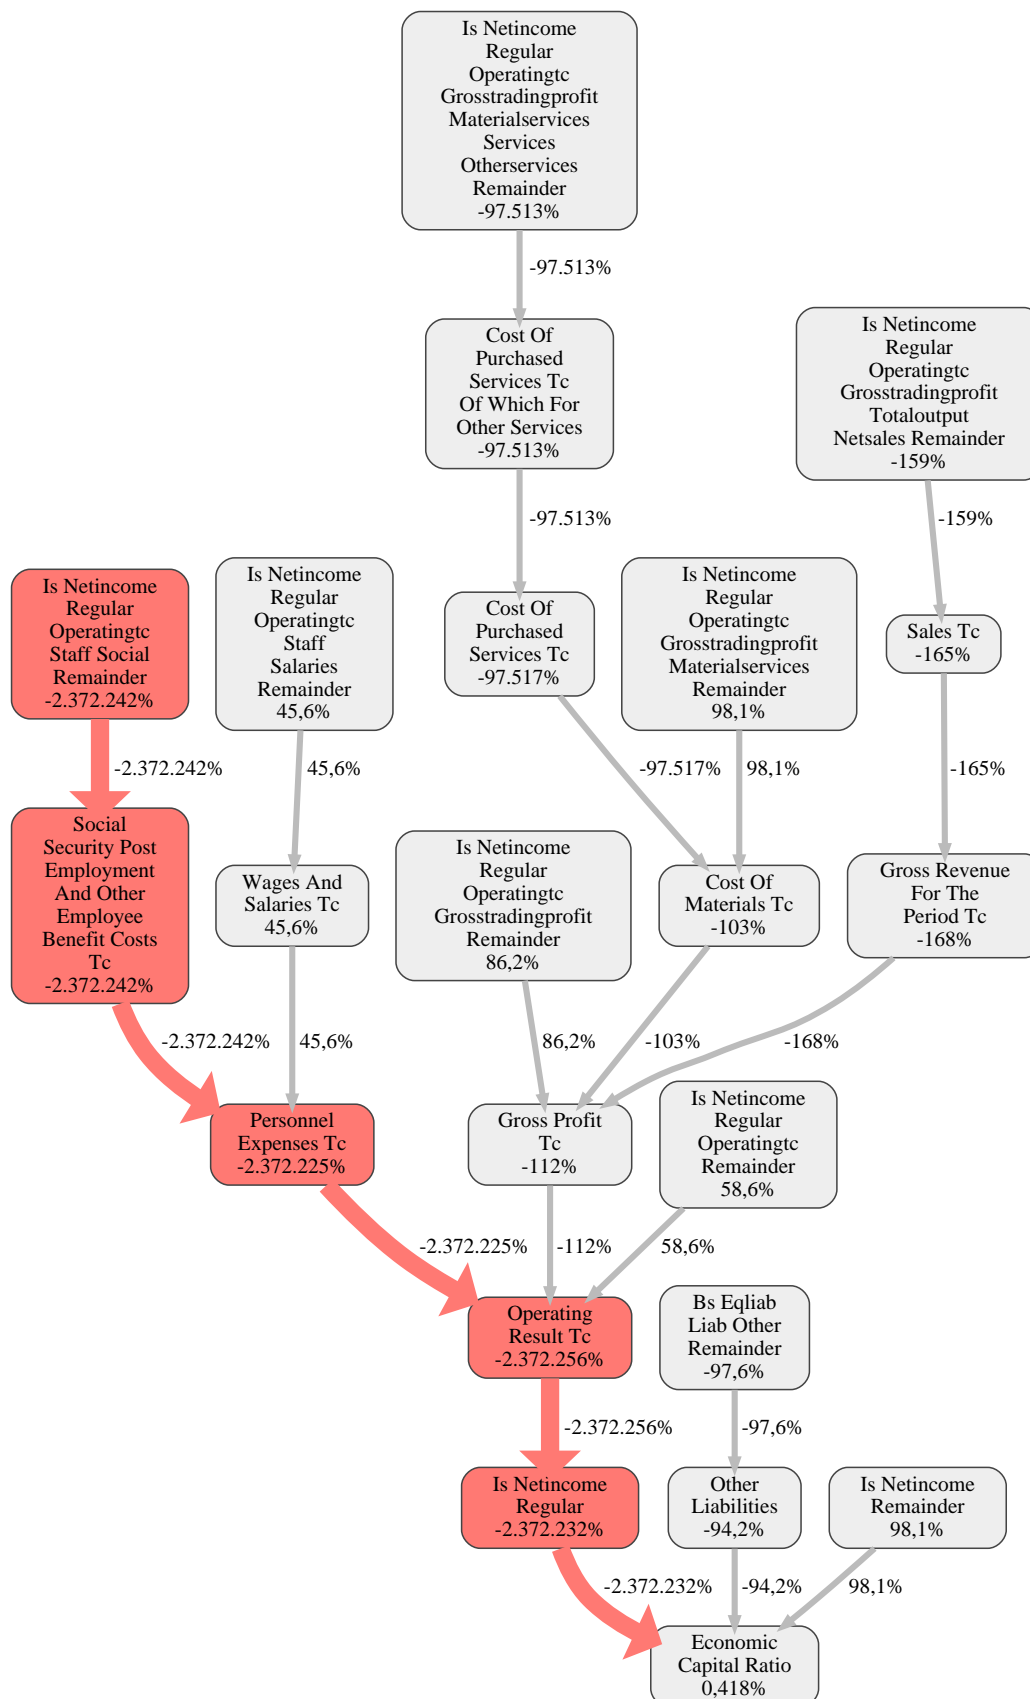 Is Netincome
Regular
Operatingtc
Grosstradingprofit
Materialservices
Services
Otherservices
Remainder
-97.513%
-97.513%
Cost Of
Purchased
Services Tc
Of Which For
Other Services
-97.513%
Is Netincome
Regular
Operatingtc
Grosstradingprofit
Totaloutput
Netsales Remainder
-159%
-97.513%
-159%
Is Netincome
Regular
Operatingtc
Staff Social
Remainder
-2.372.242%
Is Netincome
Regular
Operatingtc
Staff
Salaries
Remainder
45,6%
Cost Of
Purchased
Services Tc
-97.517%
Is Netincome
Regular
Operatingtc
Grosstradingprofit
Materialservices
Remainder
98,1%
Sales Tc
-165%
-2.372.242%
45,6%
-97.517%
98,1%
-165%
Social
Security Post
Employment
And Other
Employee
Benefit Costs
Tc
-2.372.242%
Wages And
Salaries Tc
45,6%
Is Netincome
Regular
Operatingtc
Grosstradingprofit
Remainder
86,2%
Cost Of
Materials Tc
-103%
Gross Revenue
For The
Period Tc
-168%
-2.372.242%
45,6%
86,2%
-103%
-168%
Personnel
Expenses Tc
-2.372.225%
Gross Profit
Tc
-112%
Is Netincome
Regular
Operatingtc
Remainder
58,6%
-2.372.225%
-112%
58,6%
Operating
Result Tc
-2.372.256%
Bs Eqliab
Liab Other
Remainder
-97,6%
-2.372.256%
-97,6%
Is Netincome
Regular
-2.372.232%
Other
Liabilities
-94,2%
Is Netincome
Remainder
98,1%
-2.372.232%
-94,2%
98,1%
Economic
Capital Ratio
0,418%